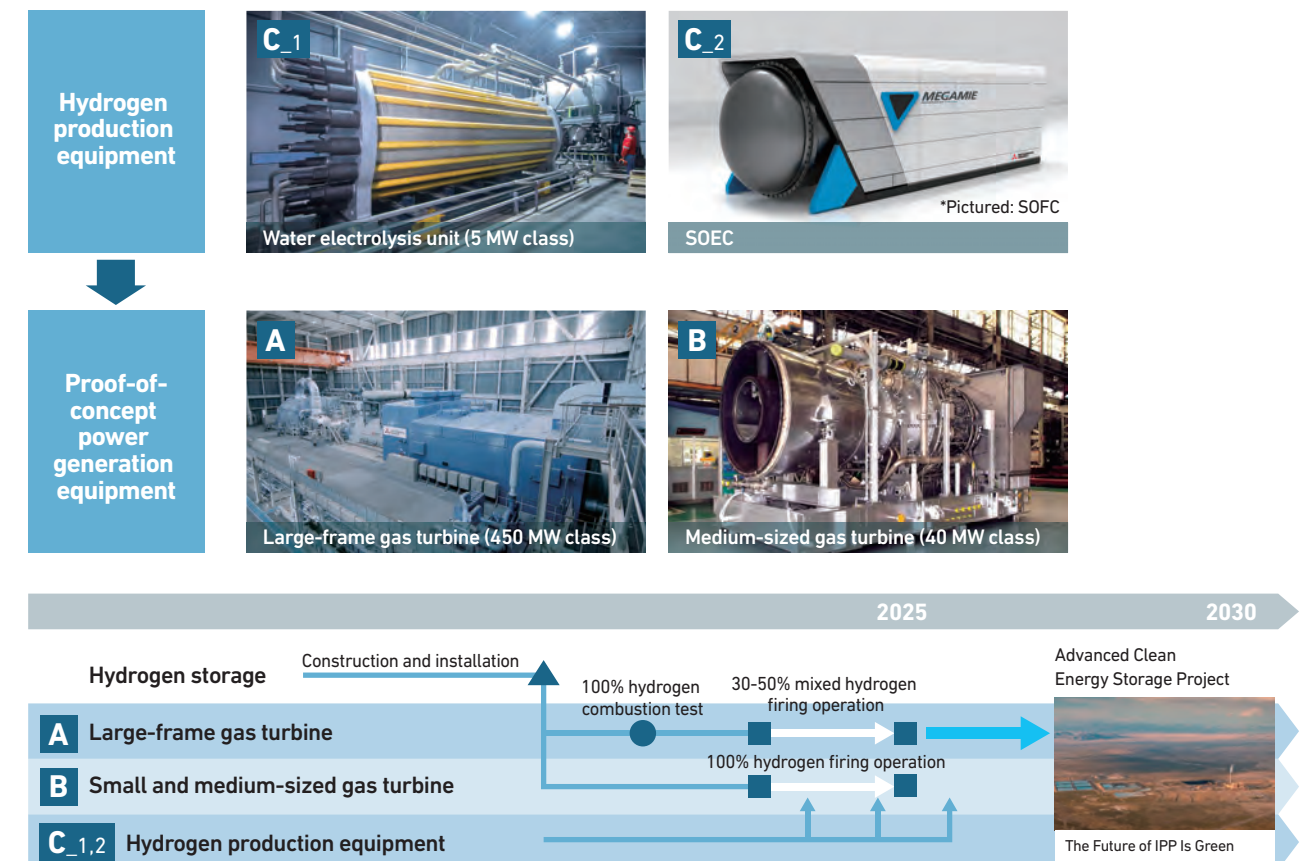 Hydrogen
production
equipment
C_1
Water electrolysis unit (5 MW class)
C_2
MEGAMIE
*Pictured: SOFC
SOEC
Proof-of-
concept
power
generation
equipment
A
Large-frame gas turbine (450 MW class)
B
Medium-sized gas turbine (40 MW class)
2025
2030
Hydrogen storage
Construction and installation
100% hydrogen
combustion test
30-50% mixed hydrogen
firing operation
Advanced Clean
Energy Storage Project
A Large-frame gas turbine
100% hydrogen firing operation
B Small and medium-sized gas turbine
C_1,2 Hydrogen production equipment
The Future of IPP Is Green